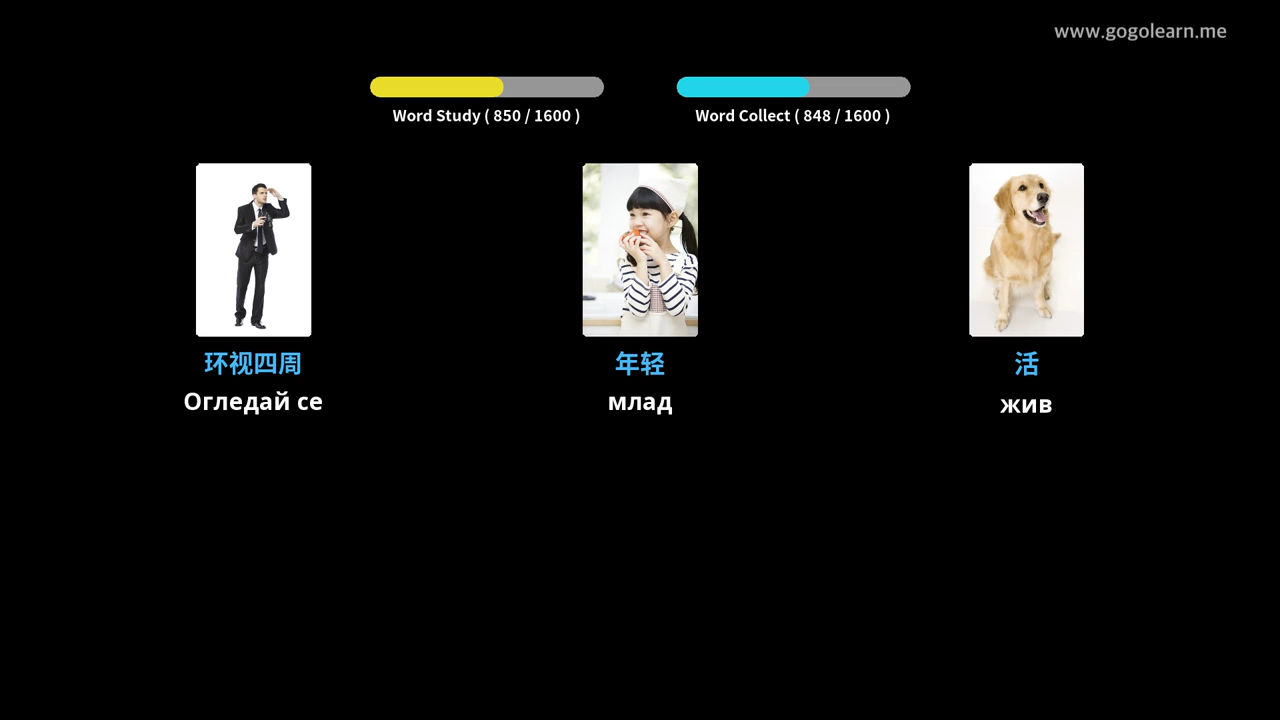 www.gogolearn.me
Word Study ( 850 / 1600 )
Word Collect ( 848 / 1600 )
环视四周
年轻
活
Огледай се
млад
жив